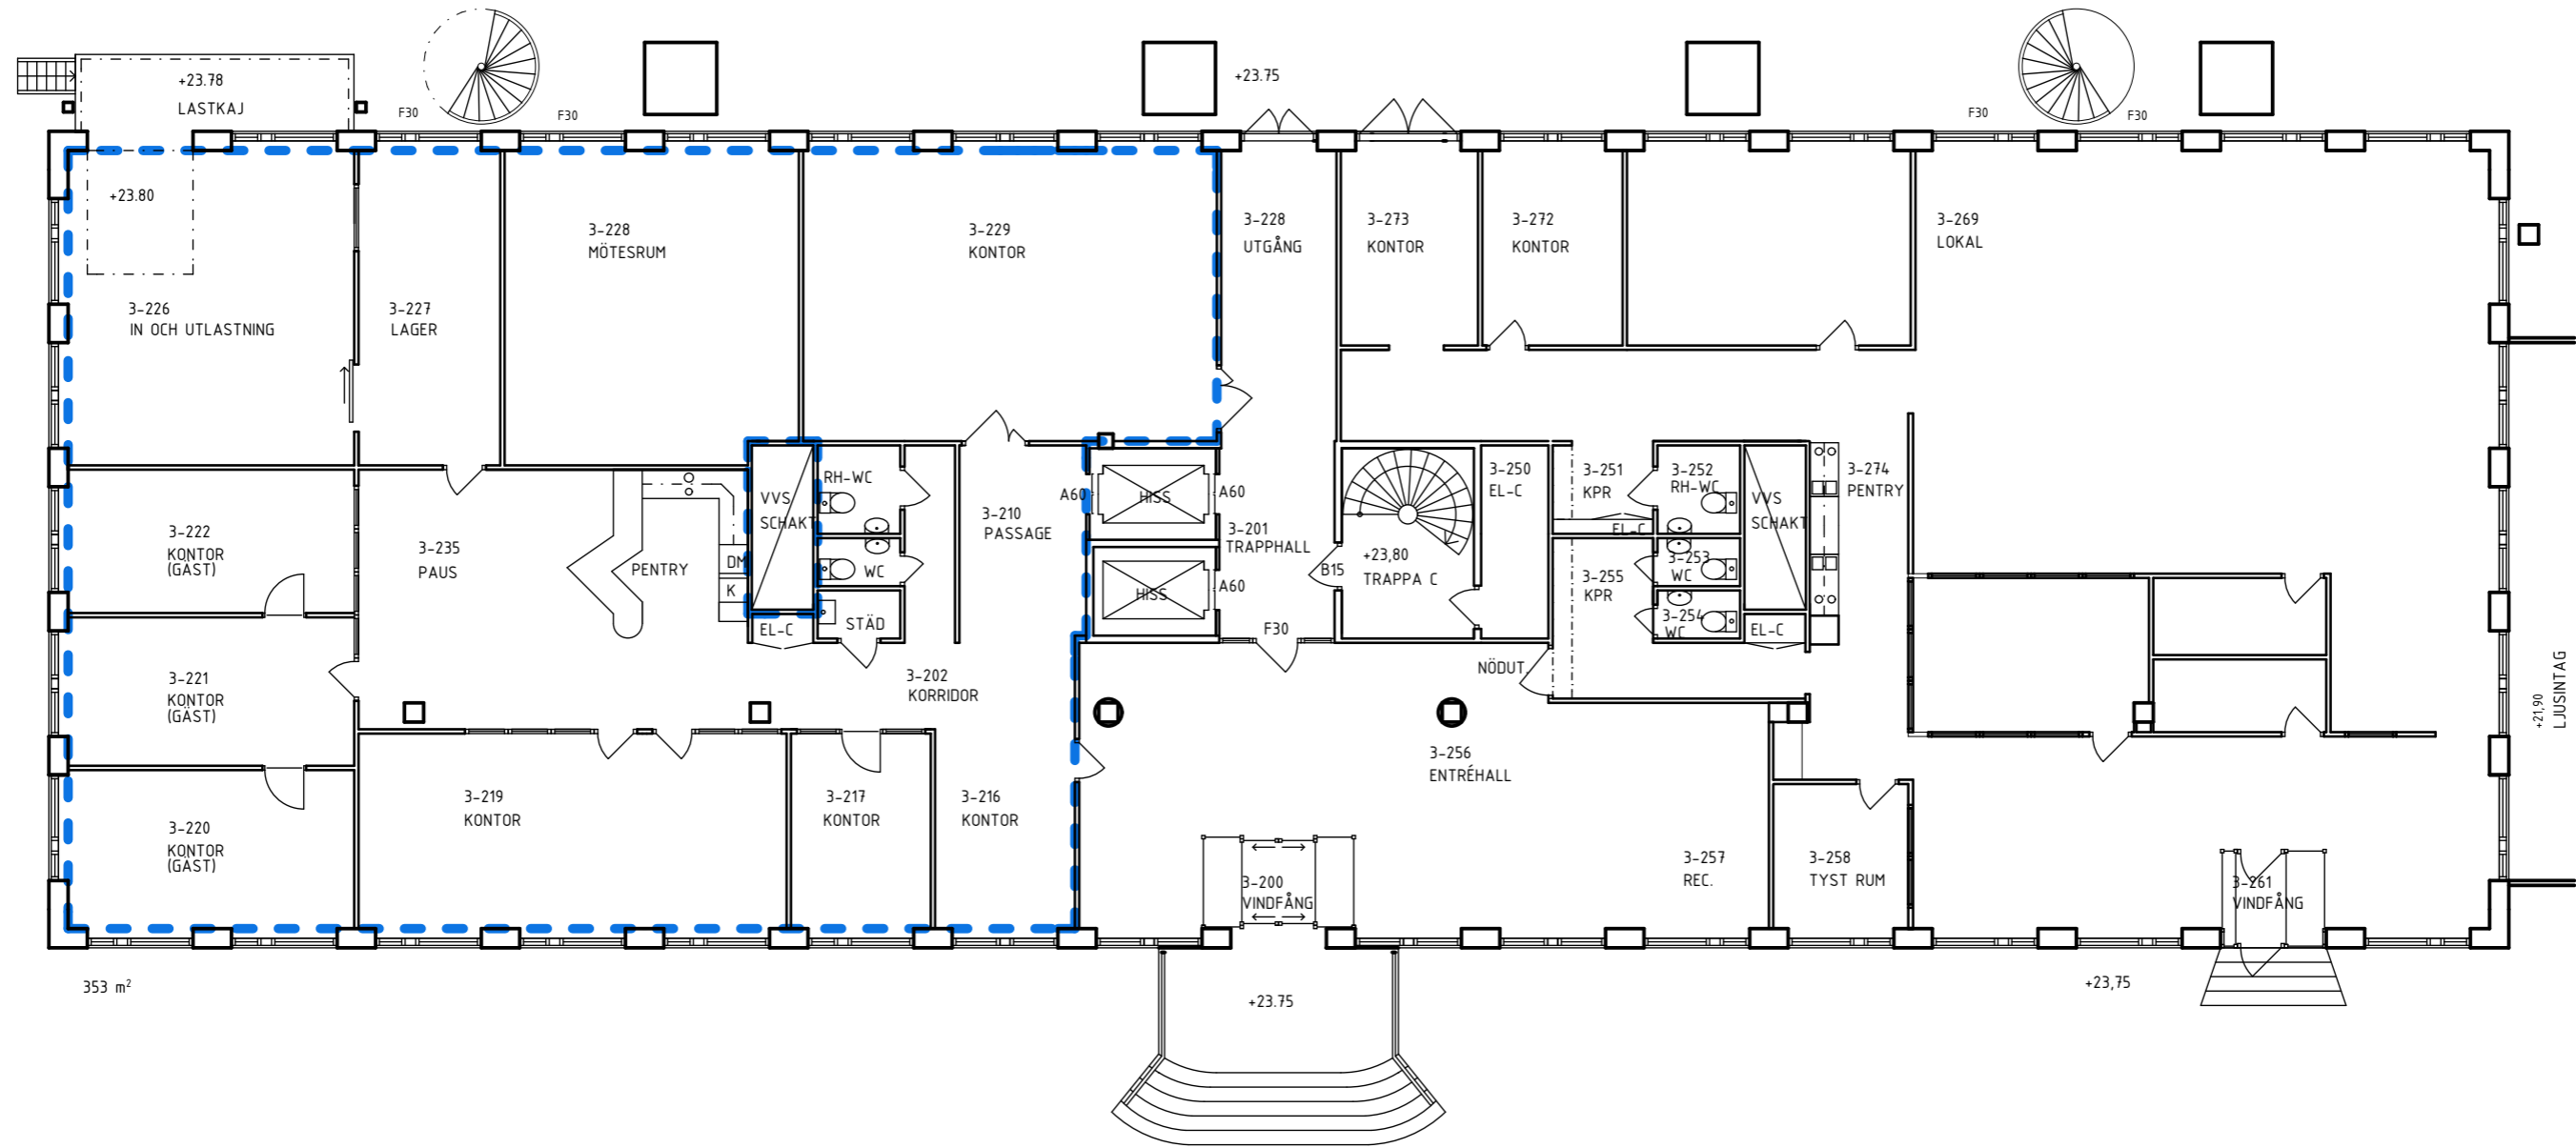 +23.78
LASTKAJ
F30
F30
+23.75
F30
F30
+23.80
3-226
IN OCH UTLASTNING
3-227
LAGER
3-228
MÖTESRUM
3-229
KONTOR
3-228
UTGÅNG
3-273
KONTOR
3-272
KONTOR
3-269
LOKAL
3-222
KONTOR
(GÄST)
3-235
PAUS
PENTRY
DM
K
VVS
SCHAKT
EL-C
RH-WC
WC
STÄD
3-210
PASSAGE
A60
HISS
A60
HISS
A60
3-201
TRAPPHALL
B15
F30
+23,80
TRAPPA C
3-250
EL-C
3-251
KPR
EL-C
3-252
RH-WC
3-253
WC
3-254
WC
3-255
KPR
VVS
SCHAKT
EL-C
3-274
PENTRY
NÖDUT.
3-221
KONTOR
(GÄST)
3-202
KORRIDOR
3-220
KONTOR
(GÄST)
3-219
KONTOR
3-217
KONTOR
3-216
KONTOR
3-256
ENTRÉHALL
3-200
VINDFÅNG
3-257
REC.
3-258
TYST RUM
3-261
VINDFÅNG
+21,90
LJUSINTAG
353 m²
+23.75
+23,75